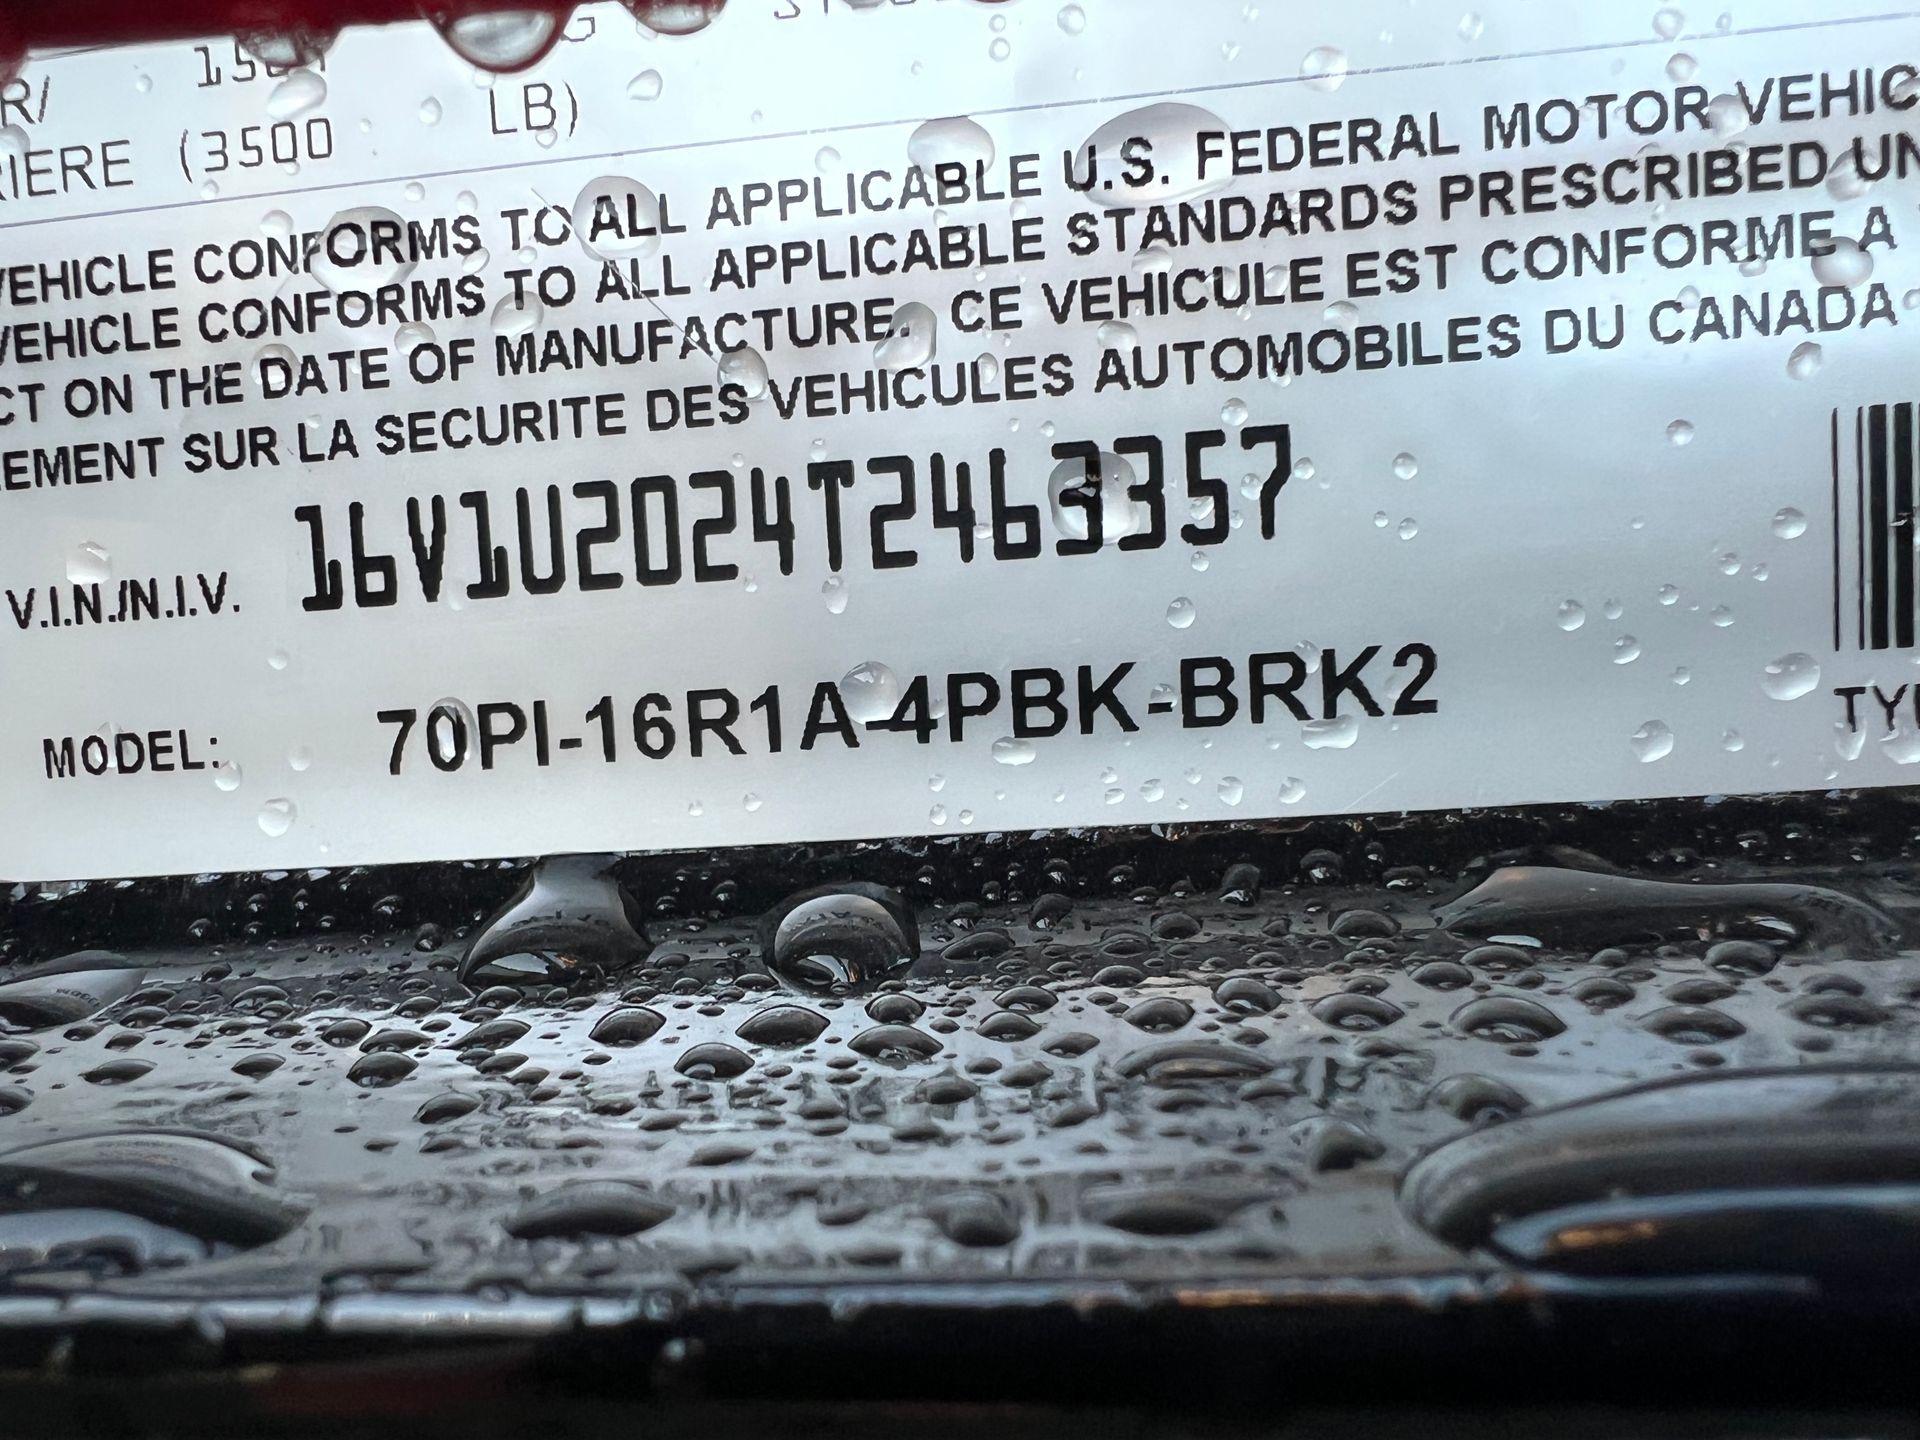 R/
RIERE (3500 LB)
VEHICLE CONFORMS TO ALL APPLICABLE U.S. FEDERAL MOTOR VEHIC
VEHICLE CONFORMS TO ALL APPLICABLE STANDARDS PRESCRIBED UN
CT ON THE DATE OF MANUFACTURE. CE VEHICULE EST CONFORME A
EMENT SUR LA SECURITE DES VEHICULES AUTOMOBILES DU CANADA
V.I.N./N.I.V. 16V1U2024T2463357
MODEL: 70PI-16R1A-4PBK-BRK2
TY